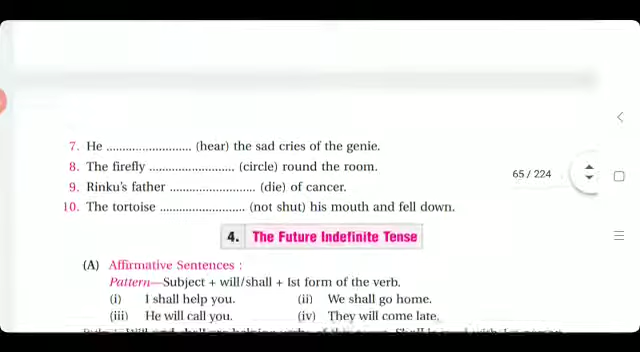 7. He .......................... (hear) the sad cries of the genie.
8. The firefly .......................... (circle) round the room.
65 / 224
9. Rinku's father .......................... (die) of cancer.
10. The tortoise .......................... (not shut) his mouth and fell down.
4. The Future Indefinite Tense
(A) Affirmative Sentences :
Pattern—Subject + will/shall + Ist form of the verb.
(i) I shall help you. (ii) We shall go home.
(iii) He will call you. (iv) They will come late.